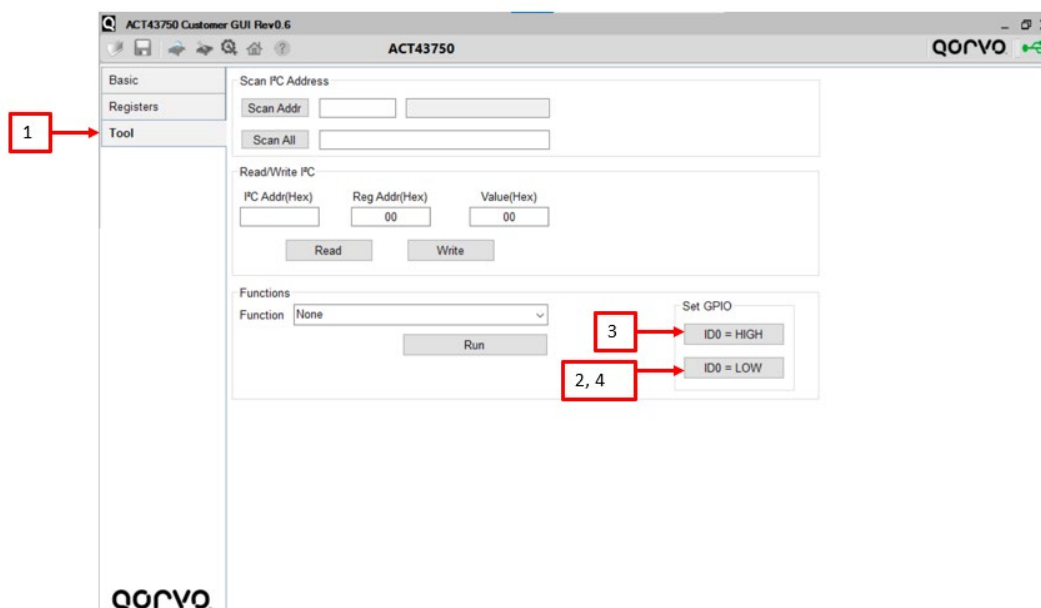 ACT43750 Customer GUI Rev0.6
ACT43750
QORVO
Basic
Registers
Tool
1
Scan I²C Address
Scan Addr
Scan All
Read/Write I²C
I²C Addr(Hex) Reg Addr(Hex) Value(Hex)
00 00
Read Write
Functions
Function None
Run
Set GPIO
3
ID0 = HIGH
2, 4
ID0 = LOW
QORVO